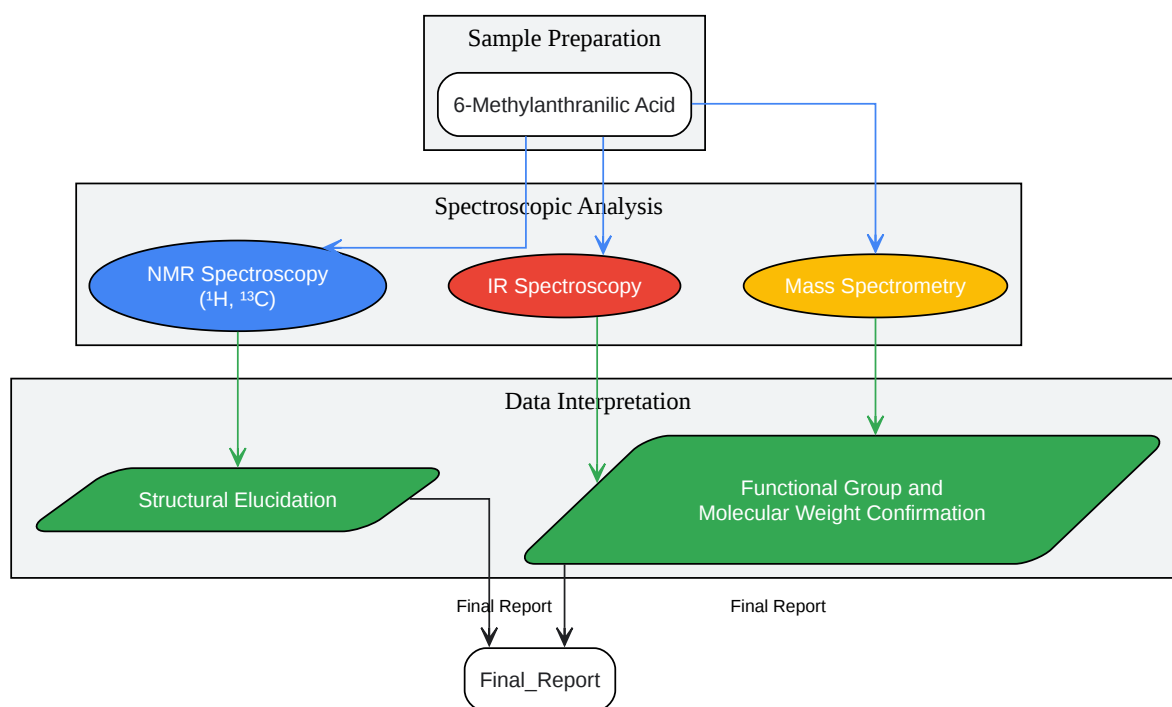 Sample Preparation
6-Methylanthranilic Acid
Spectroscopic Analysis
NMR Spectroscopy
(¹H, ¹³C)
IR Spectroscopy
Mass Spectrometry
Data Interpretation
Structural Elucidation
Functional Group and
Molecular Weight Confirmation
Final Report
Final Report
Final_Report